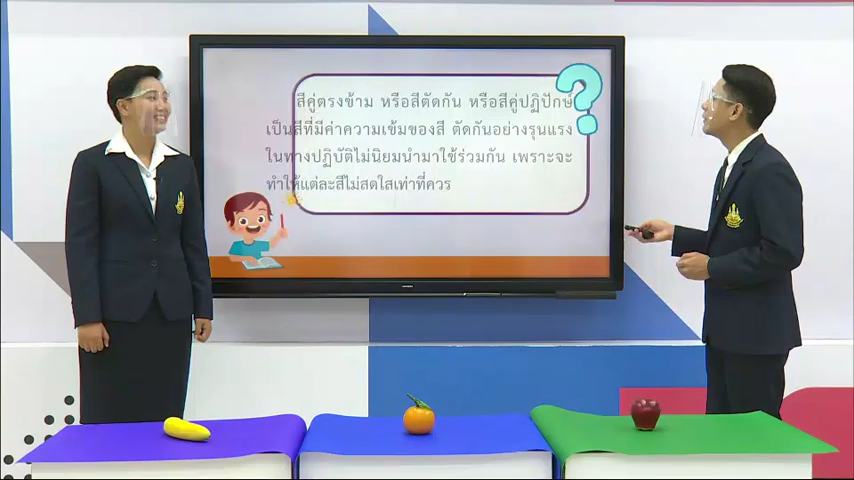 สีคู่ตรงข้าม หรือสีตัดกัน หรือสีคู่ปฏิปักษ์
เป็นสีที่มีค่าความเข้มของสี ตัดกันอย่างรุนแรง
ในทางปฏิบัติไม่นิยมนำมาใช้ร่วมกัน เพราะจะ
ทำให้แต่ละสีไม่สดใสเท่าที่ควร